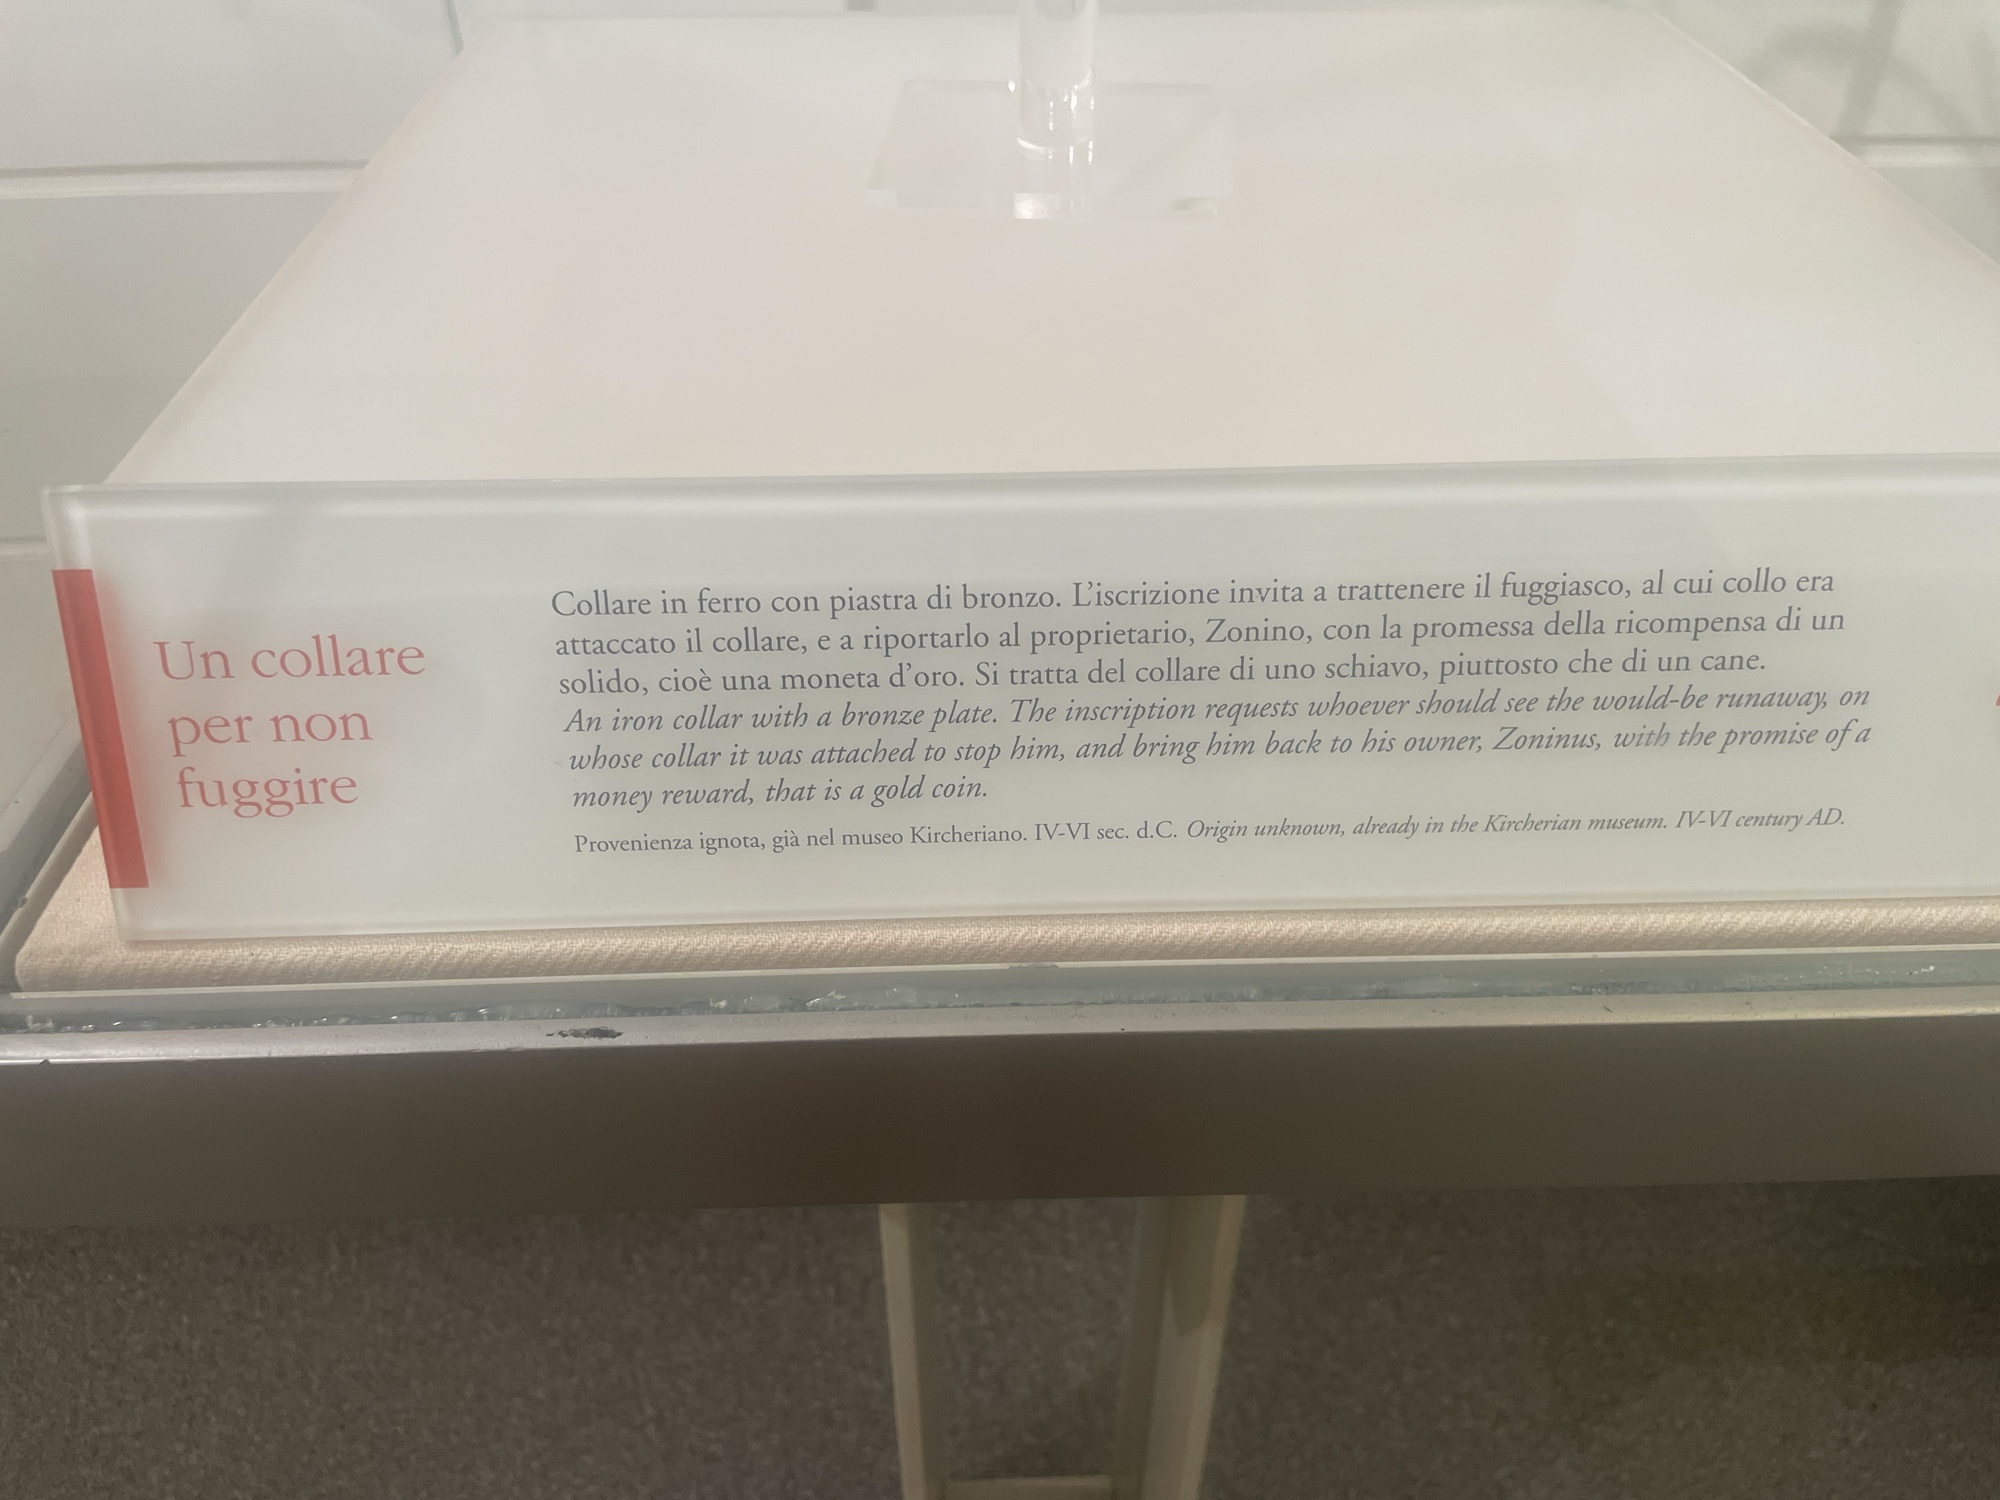 Un collare
per non
fuggire
Collare in ferro con piastra di bronzo. L'iscrizione invita a trattenere il fuggiasco, al cui collo era
attaccato il collare, e a riportarlo al proprietario, Zonino, con la promessa della ricompensa di un
solido, cioè una moneta d'oro. Si tratta del collare di uno schiavo, piuttosto che di un cane.
An iron collar with a bronze plate. The inscription requests whoever should see the would-be runaway, on
whose collar it was attached to stop him, and bring him back to his owner, Zoninus, with the promise of a
money reward, that is a gold coin.
Provenienza ignota, già nel museo Kircheriano. IV-VI sec. d.C. Origin unknown, already in the Kircherian museum. IV-VI century AD.